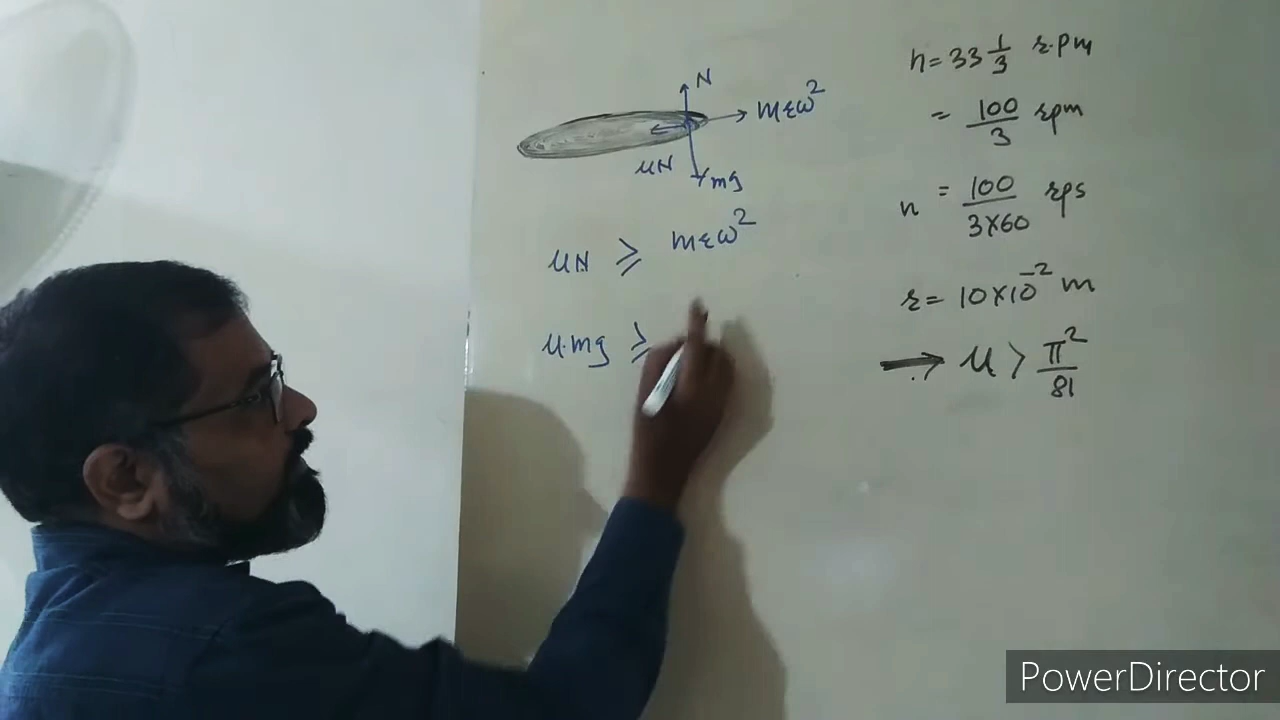 N
mrω²
μN
mg
μN ≥ mrω²
μ.mg ≥
n = 33 1/3 r.p.m
= 100/3 rpm
n = 100/3×60 rps
r = 10×10⁻² m
→ μ > π²/81
PowerDirector